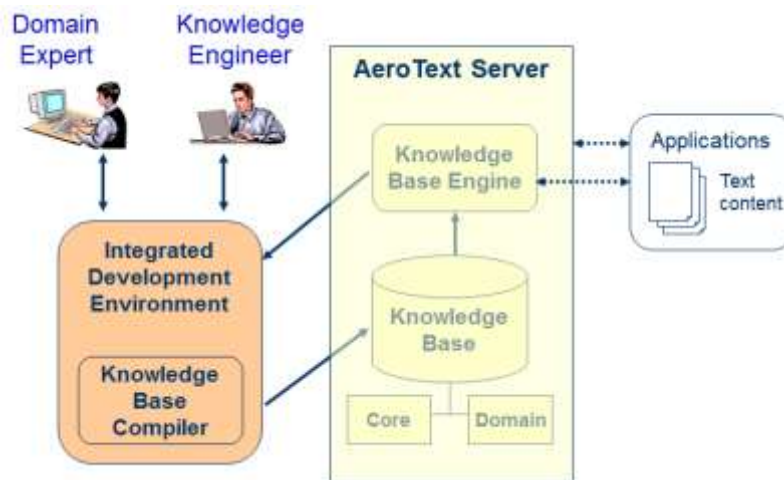 Domain
Expert
Knowledge
Engineer
AeroText Server
Knowledge
Base Engine
Applications
Text
content
Integrated
Development
Environment
Knowledge
Base
Knowledge
Base
Compiler
Core
Domain